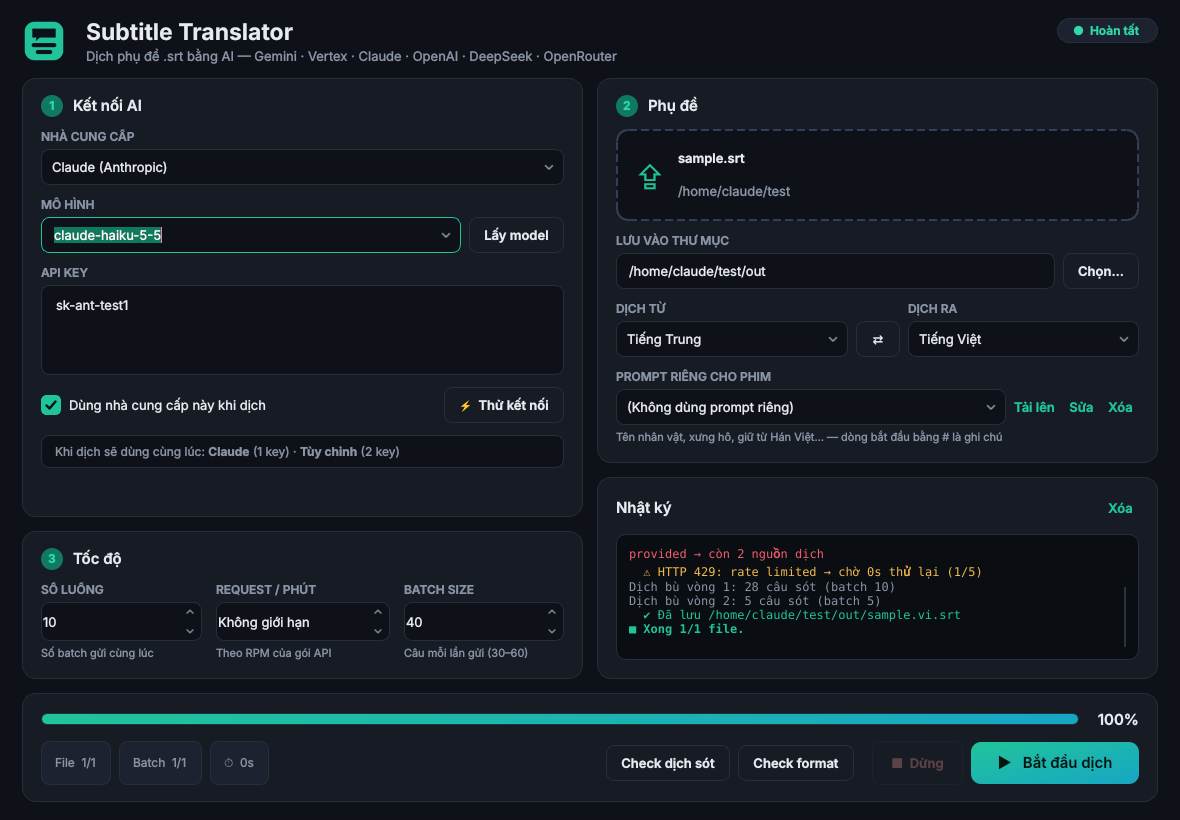 Subtitle Translator
Dịch phụ đề .srt bằng AI — Gemini · Vertex · Claude · OpenAI · DeepSeek · OpenRouter
Hoàn tất
1 Kết nối AI
NHÀ CUNG CẤP
Claude (Anthropic)
MÔ HÌNH
claude-haiku-5-5
Lấy model
API KEY
sk-ant-test1
Dùng nhà cung cấp này khi dịch
⚡ Thử kết nối
Khi dịch sẽ dùng cùng lúc: Claude (1 key) · Tùy chỉnh (2 key)
2 Phụ đề
sample.srt
/home/claude/test
LƯU VÀO THƯ MỤC
/home/claude/test/out
Chọn...
DỊCH TỪ
DỊCH RA
Tiếng Trung
⇄
Tiếng Việt
PROMPT RIÊNG CHO PHIM
(Không dùng prompt riêng)
Tải lên
Sửa
Xóa
Tên nhân vật, xưng hô, giữ từ Hán Việt... — dòng bắt đầu bằng # là ghi chú
3 Tốc độ
SỐ LUỒNG
REQUEST / PHÚT
BATCH SIZE
10
Không giới hạn
40
Số batch gửi cùng lúc
Theo RPM của gói API
Câu mỗi lần gửi (30–60)
Nhật ký
Xóa
provided → còn 2 nguồn dịch
⚠ HTTP 429: rate limited → chờ 0s thử lại (1/5)
Dịch bù vòng 1: 28 câu sót (batch 10)
Dịch bù vòng 2: 5 câu sót (batch 5)
✔ Đã lưu /home/claude/test/out/sample.vi.srt
■ Xong 1/1 file.
100%
File 1/1
Batch 1/1
⏱ 0s
Check dịch sót
Check format
■ Dừng
▶ Bắt đầu dịch